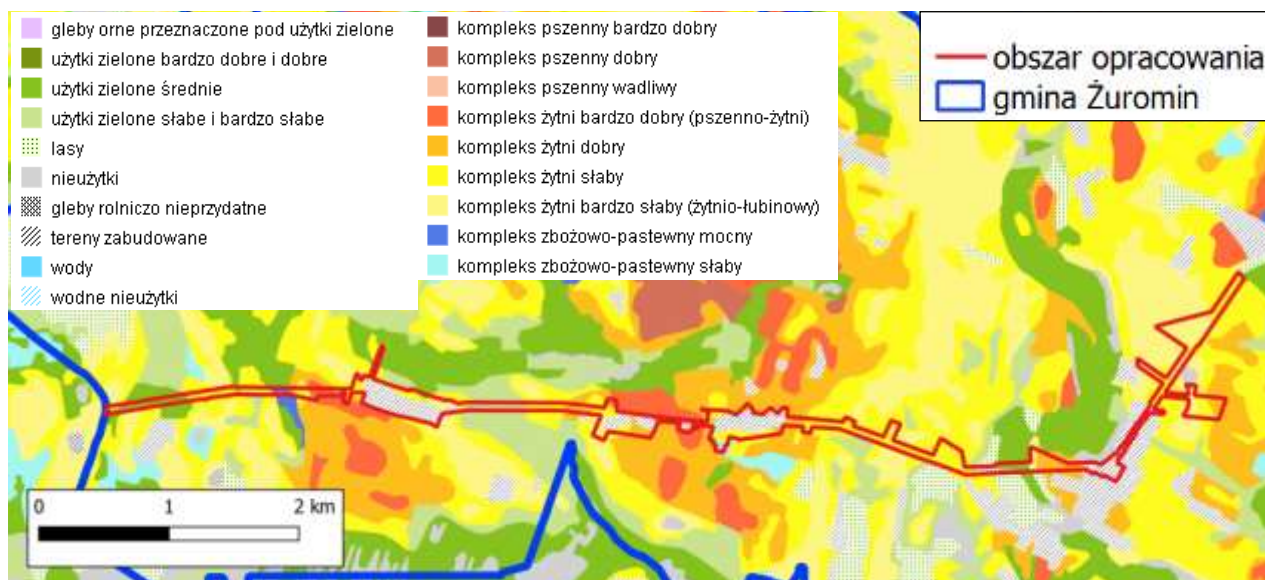 gleby orne przeznaczone pod użytki zielone
użytki zielone bardzo dobre i dobre
użytki zielone średnie
użytki zielone słabe i bardzo słabe
lasy
nieużytki
gleby rolniczo nieprzydatne
tereny zabudowane
wody
wodne nieużytki
kompleks pszenny bardzo dobry
kompleks pszenny dobry
kompleks pszenny wadliwy
kompleks żytni bardzo dobry (pszenno-żytni)
kompleks żytni dobry
kompleks żytni słaby
kompleks żytni bardzo słaby (żytnio-łubinowy)
kompleks zbożowo-pastewny mocny
kompleks zbożowo-pastewny słaby
obszar opracowania
gmina Żuromin
0 1 2 km